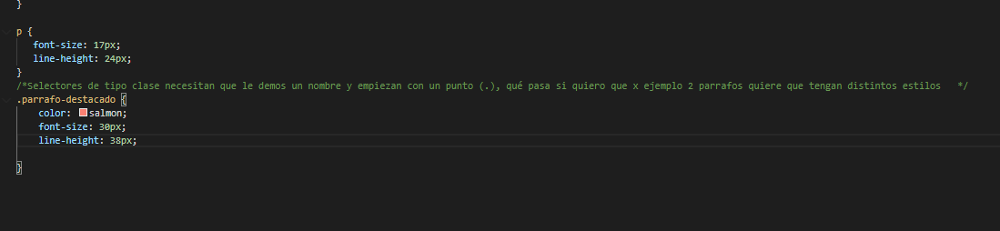 }
p {
font-size: 17px;
line-height: 24px;
}
/*Selectores de tipo clase necesitan que le demos un nombre y empiezan con un punto (.), qué pasa si quiero que x ejemplo 2 parrafos quiere que tengan distintos estilos   */
.parrafo-destacado {
color: salmon;
font-size: 30px;
line-height: 38px;
}